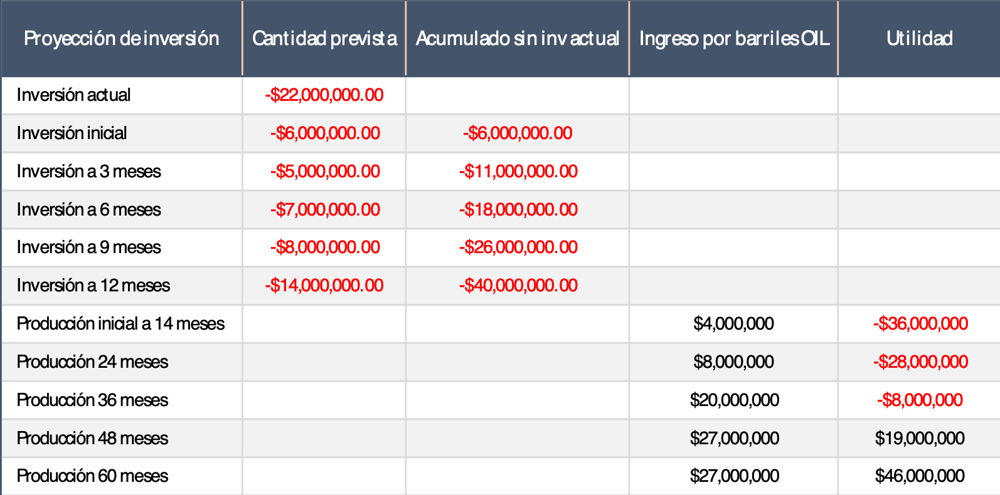 Proyección de inversión Cantidad prevista Acumulado sin inv actual Ingreso por barriles OIL Utilidad
Inversión actual -$22,000,000.00
Inversión inicial -$6,000,000.00 -$6,000,000.00
Inversión a 3 meses -$5,000,000.00 -$11,000,000.00
Inversión a 6 meses -$7,000,000.00 -$18,000,000.00
Inversión a 9 meses -$8,000,000.00 -$26,000,000.00
Inversión a 12 meses -$14,000,000.00 -$40,000,000.00
Producción inicial a 14 meses $4,000,000 -$36,000,000
Producción 24 meses $8,000,000 -$28,000,000
Producción 36 meses $20,000,000 -$8,000,000
Producción 48 meses $27,000,000 $19,000,000
Producción 60 meses $27,000,000 $46,000,000